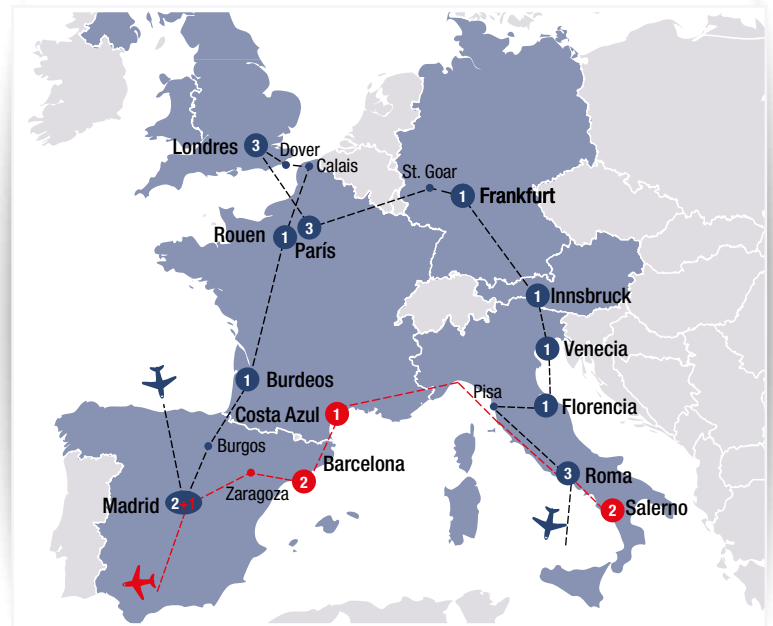 Londres 3
Dover
Calais
St. Goar
1 Frankfurt
Rouen 1
3
París
1 Innsbruck
1 Venecia
1 Burdeos
Pisa
1 Florencia
Costa Azul 1
Burgos
Barcelona
2
Zaragoza
3 Roma
Madrid 2+1
2 Salerno